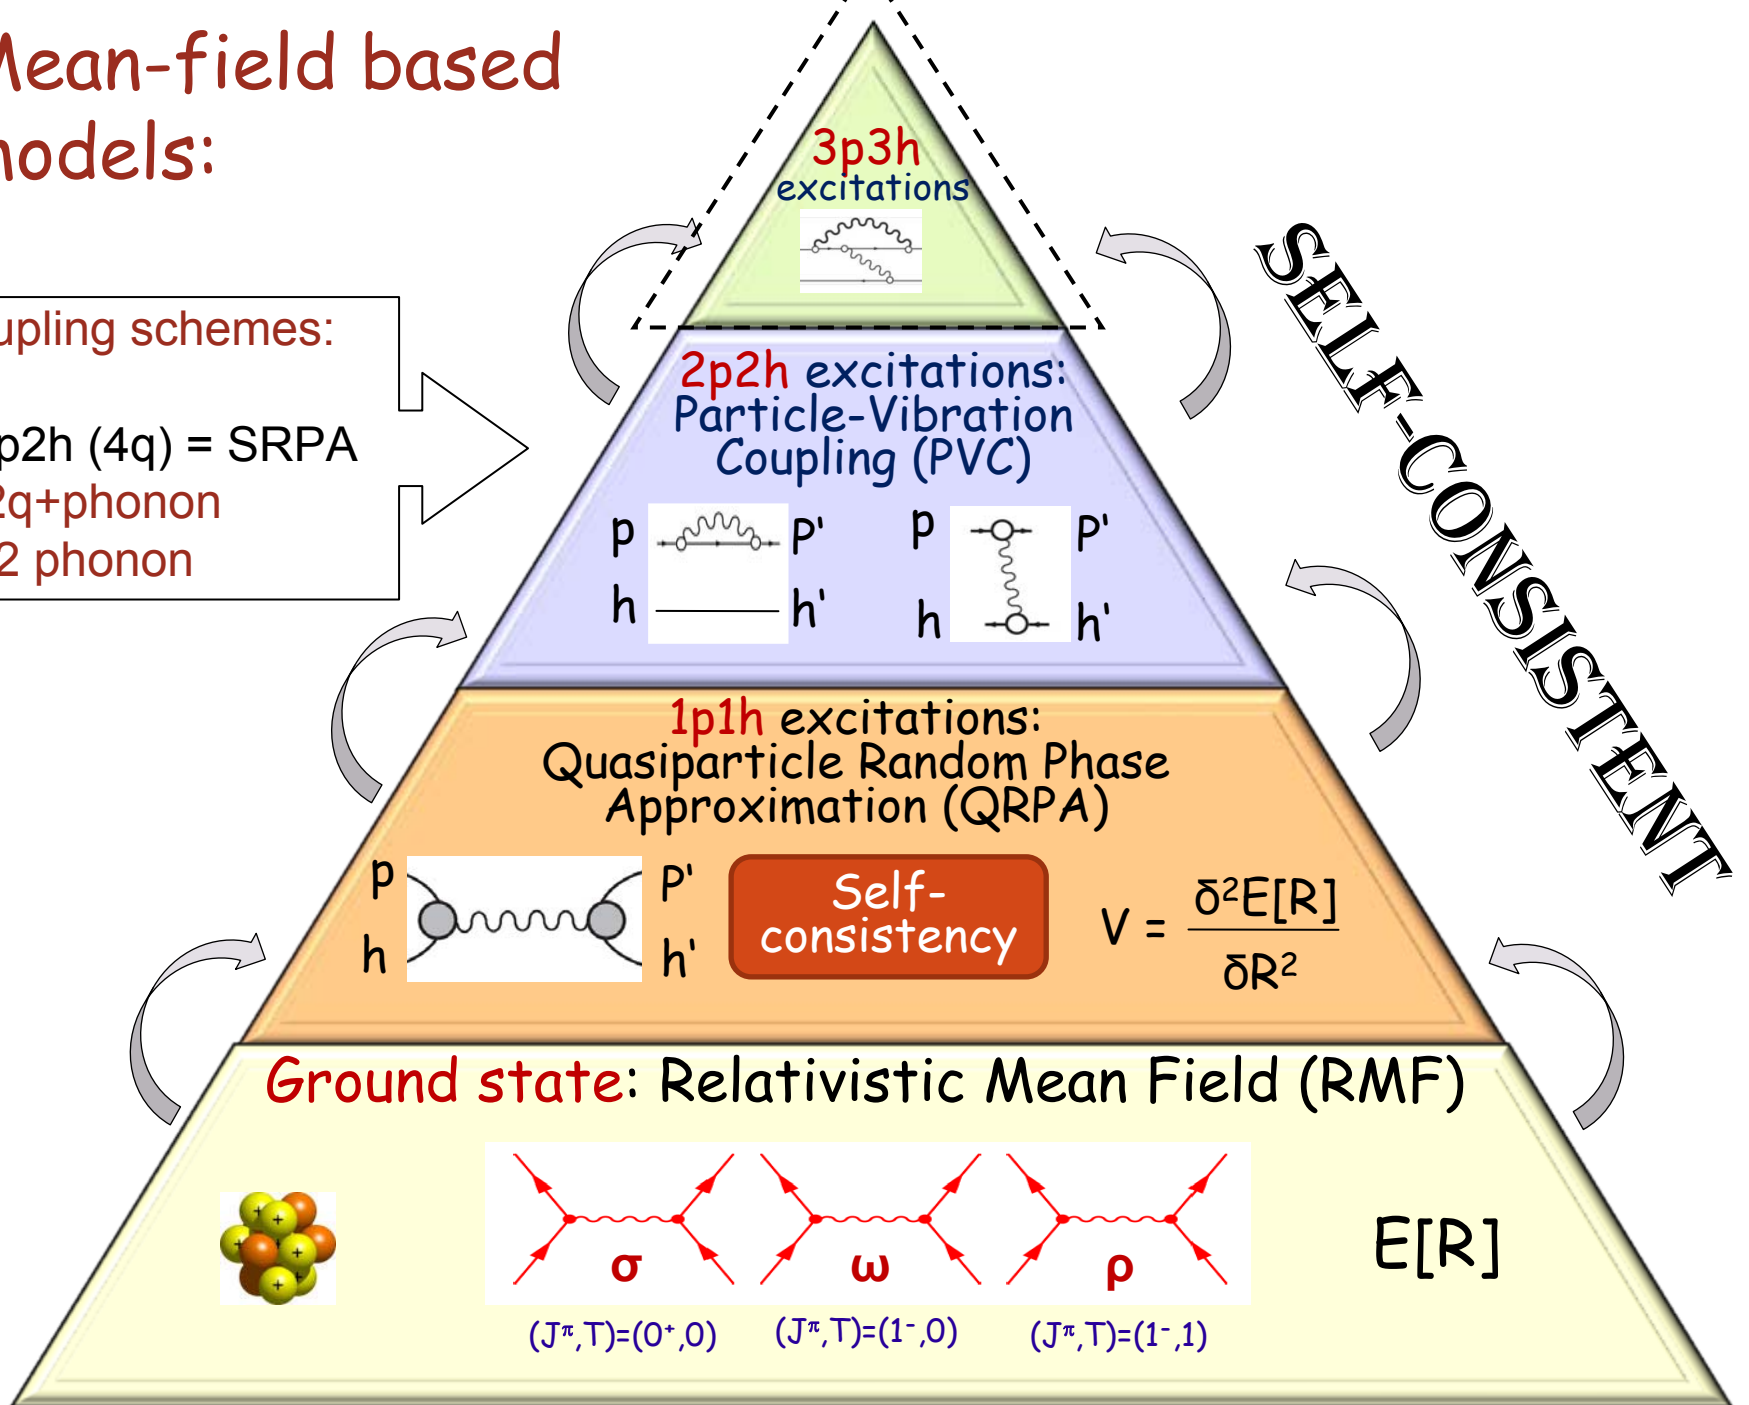 Mean-field based
models:
upling schemes:
p2h (4q) = SRPA
2q+phonon
2 phonon
3p3h
excitations
2p2h excitations:
Particle-Vibration
Coupling (PVC)
p P' p P'
h h' h h'
1p1h excitations:
Quasiparticle Random Phase
Approximation (QRPA)
p P'
h h'
Self-
consistency
V = δ²E[R]
δR²
Ground state: Relativistic Mean Field (RMF)
σ ω ρ
E[R]
(Jπ,T)=(0⁺,0) (Jπ,T)=(1⁻,0) (Jπ,T)=(1⁻,1)
SELF-CONSISTENT